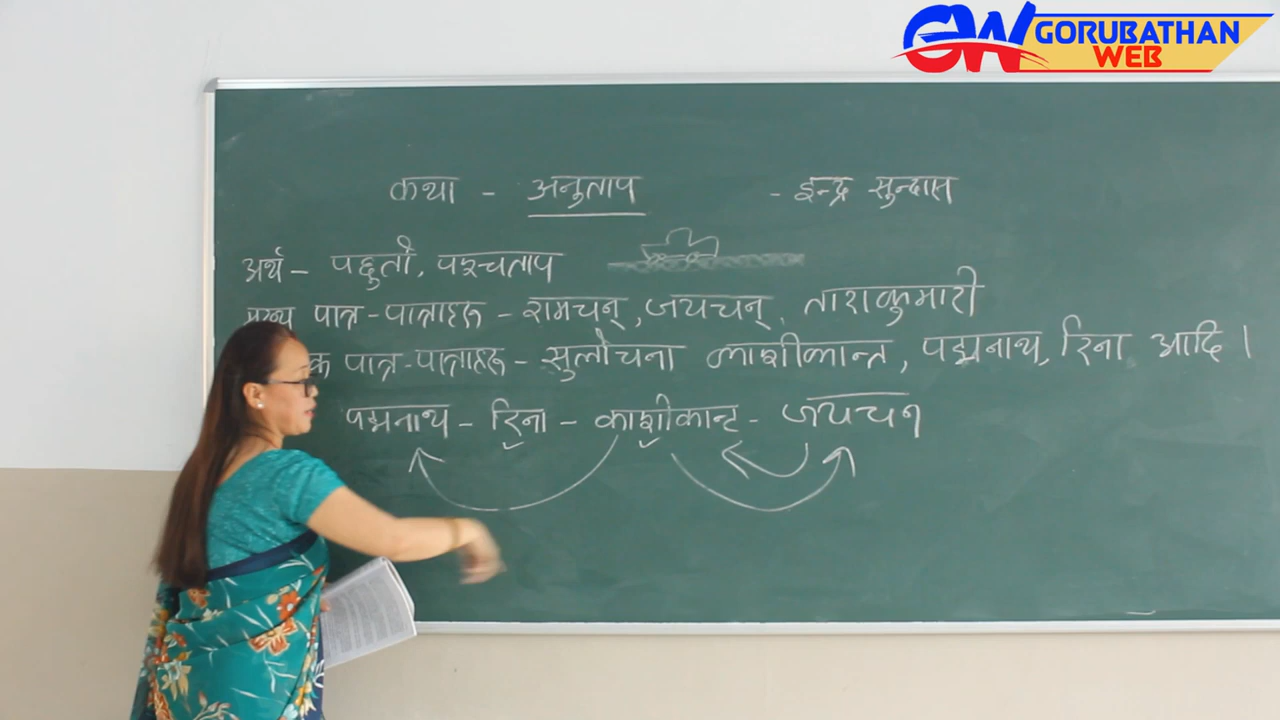 GW GORUBATHAN
WEB
कथा - अनुताप - इन्द्र सुन्दास
अर्थ - पछुतो, पश्चताप
पात्र-पात्राहरू - रामचन्, जयचन्, ताराकुमारी
क पात्र-पात्राहरू - सुलोचना काशीकान्त, पद्मनाथ, रिना आदि ।
पद्मनाथ - रिना - काशीकान्ट - जयचन